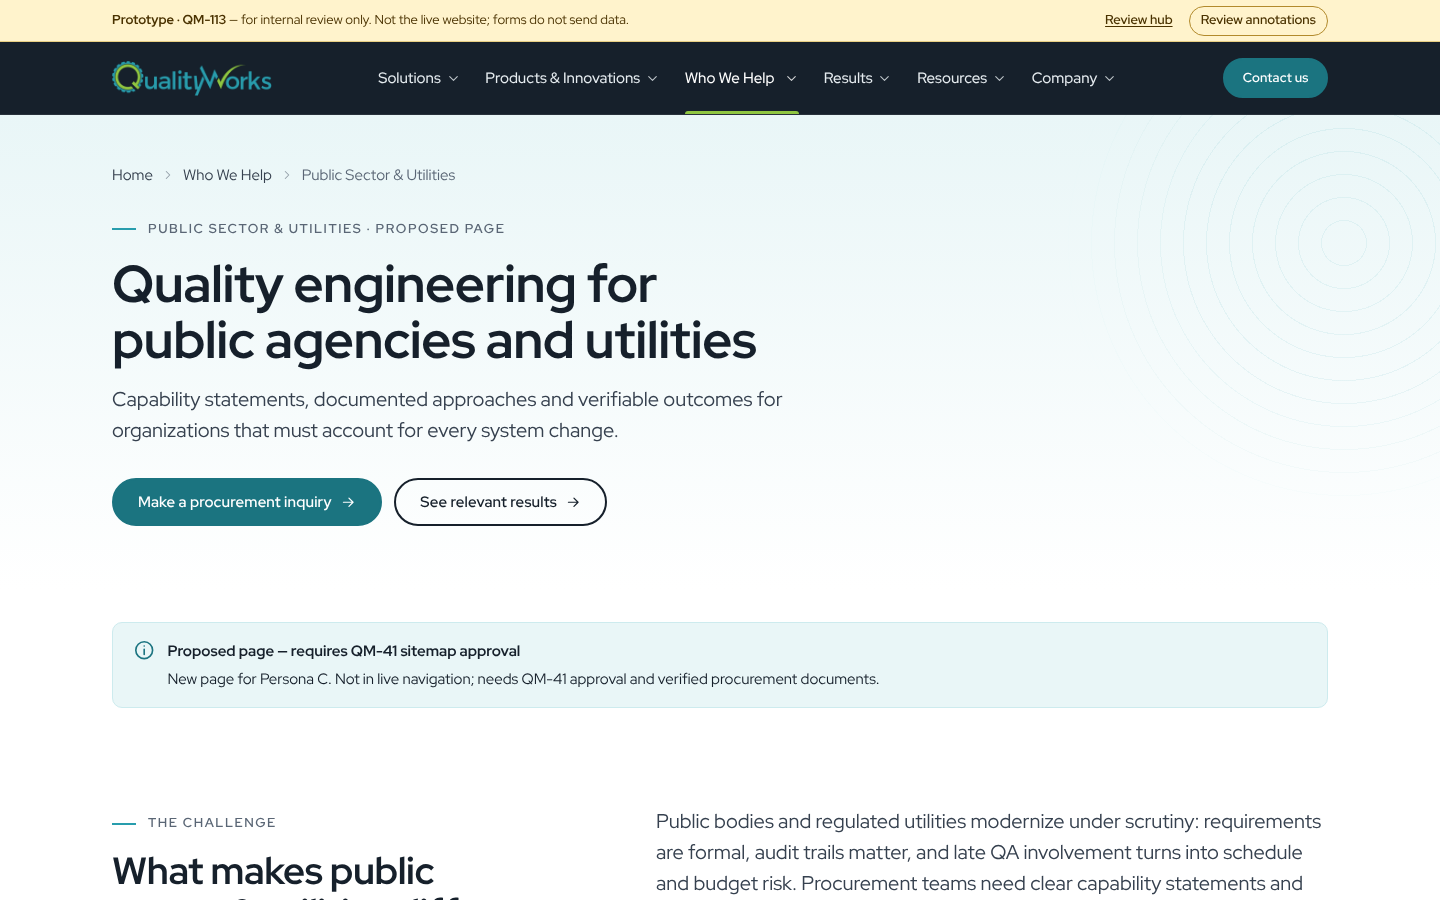 Prototype · QM-113 — for internal review only. Not the live website; forms do not send data.
Review hub
Review annotations
QualityWorks
Solutions
Products & Innovations
Who We Help
Results
Resources
Company
Contact us
Home > Who We Help > Public Sector & Utilities
PUBLIC SECTOR & UTILITIES · PROPOSED PAGE
Quality engineering for
public agencies and utilities
Capability statements, documented approaches and verifiable outcomes for
organizations that must account for every system change.
Make a procurement inquiry →
See relevant results →
Proposed page — requires QM-41 sitemap approval
New page for Persona C. Not in live navigation; needs QM-41 approval and verified procurement documents.
THE CHALLENGE
What makes public
Public bodies and regulated utilities modernize under scrutiny: requirements
are formal, audit trails matter, and late QA involvement turns into schedule
and budget risk. Procurement teams need clear capability statements and